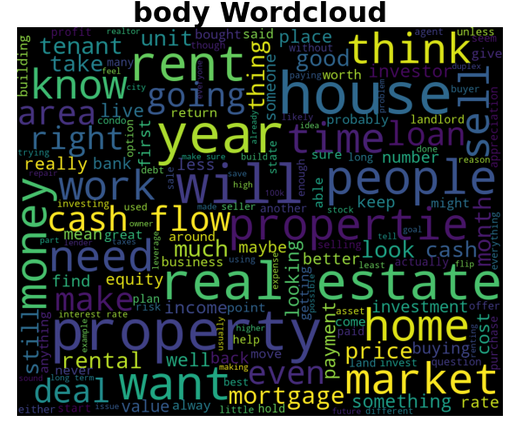 body Wordcloud
profit realtor bought said place agent unless
building tenant unit without good think seem give
take many rent thing someone paying worth investor
know feel city going house sell
area live condo return probably landlord buyer appreciation
right option first year already time loan
trying really bank debt less make sure build state idea sure long number done reason
repair work sale save high will 100k enough able people
investing used made seller another stock keep might month
money cash flow owner propertie everything
mean great around much maybe selling tell goal look cash
part lender taxes business using looking better least actually flip
need find equity leverage real expense getting possible estate
make plan risk income point investment offer
interest rate higher asset come home purchase
still anything example property usually help payment paid price buying cost renting
rental well back move land invest question
never making even market
sound long term deal want best mortgage something rate
either start issue value alway little hold future different